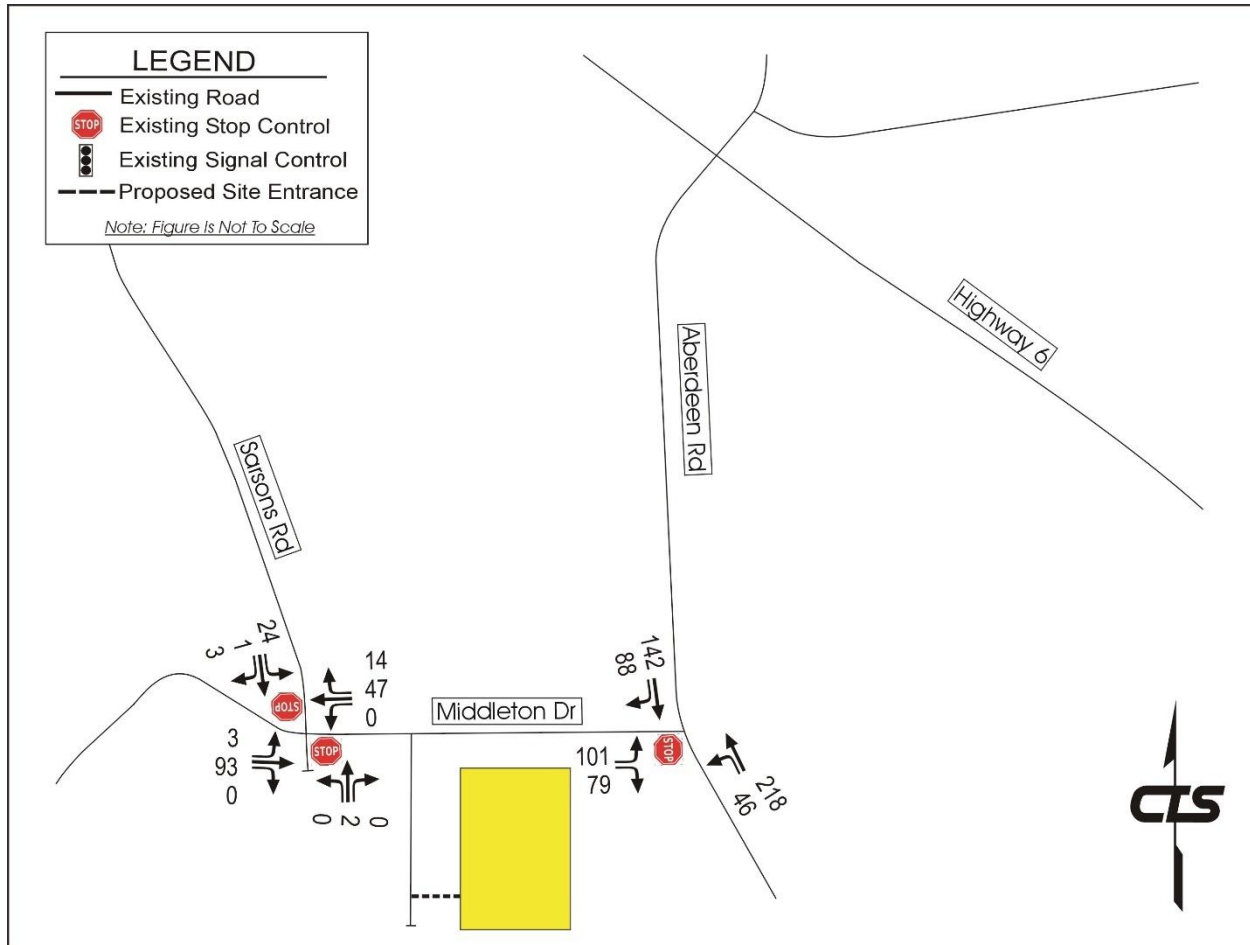 LEGEND
Existing Road
STOP Existing Stop Control
Existing Signal Control
Proposed Site Entrance
Note: Figure Is Not To Scale
Highway 6
Aberdeen Rd
Sarsons Rd
3 1 24
14
47
0
STOP
Middleton Dr
88 142
3
93
0
STOP
0 2 0
101
79
STOP
46 218
CTS